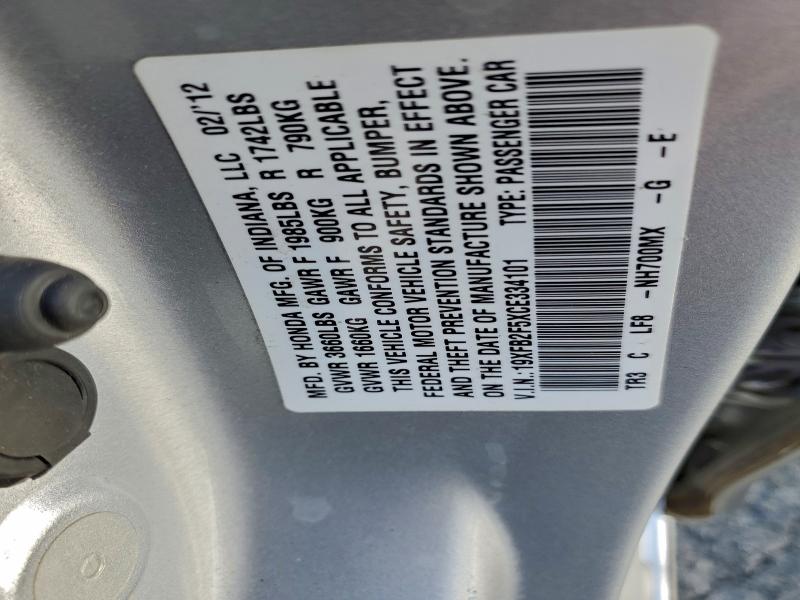 MFD. BY HONDA MFG. OF INDIANA, LLC 02/'12
GVWR 3660LBS GAWR F 1985LBS R 1742LBS
GVWR 1660KG GAWR F 900KG R 790KG
THIS VEHICLE CONFORMS TO ALL APPLICABLE
FEDERAL MOTOR VEHICLE SAFETY, BUMPER,
AND THEFT PREVENTION STANDARDS IN EFFECT
ON THE DATE OF MANUFACTURE SHOWN ABOVE.
V.I.N.: 19XFB2F5XCE334101 TYPE: PASSENGER CAR
TR3 C LF8 -NH700MX -G -E